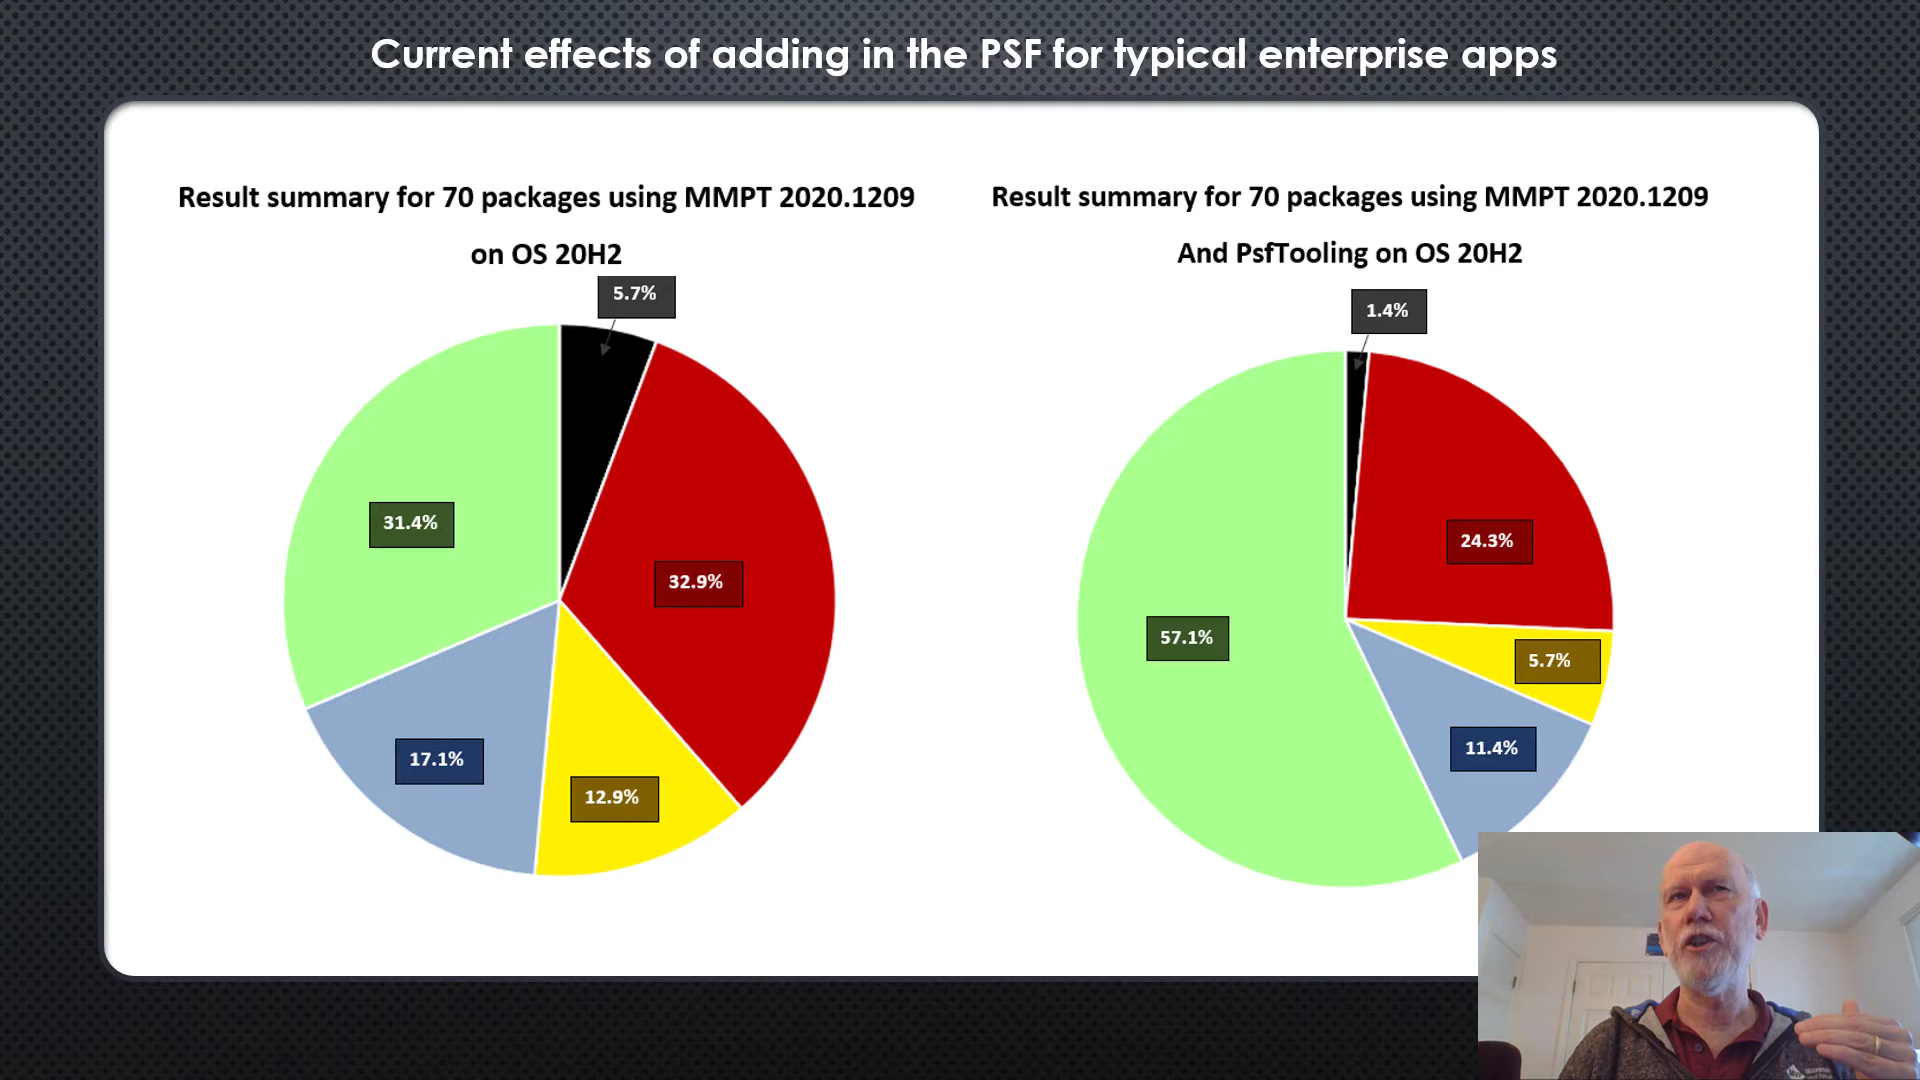 Current effects of adding in the PSF for typical enterprise apps
Result summary for 70 packages using MMPT 2020.1209
on OS 20H2
5.7%
31.4%
32.9%
17.1%
12.9%
Result summary for 70 packages using MMPT 2020.1209
And PsfTooling on OS 20H2
1.4%
24.3%
57.1%
5.7%
11.4%